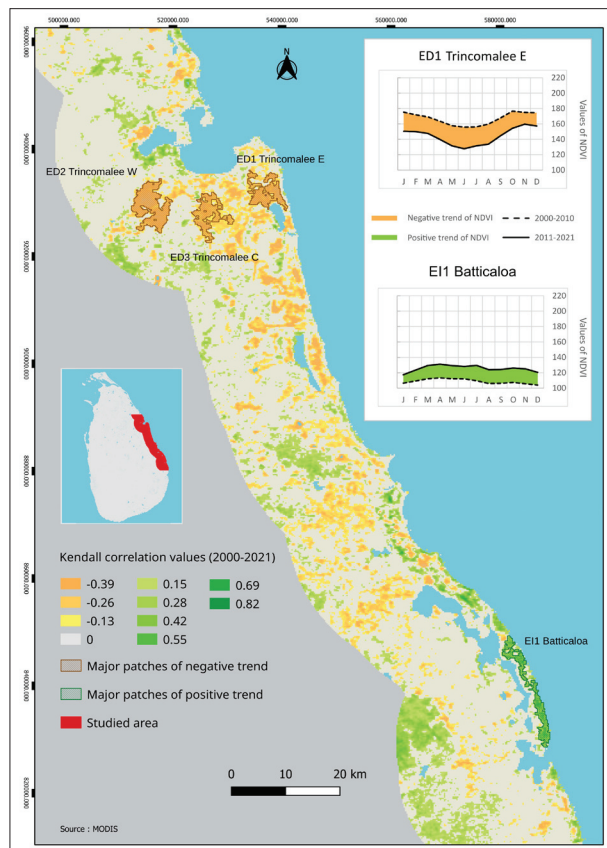 500000.000 520000.000 540000.000 560000.000 580000.000
N
ED1 Trincomalee E
220
200
180
160
140
120
100
Values of NDVI
J F M A M J J A S O N D
Negative trend of NDVI
2000-2010
Positive trend of NDVI
2011-2021
EI1 Batticaloa
220
200
180
160
140
120
100
Values of NDVI
J F M A M J J A S O N D
ED1 Trincomalee E
ED2 Trincomalee W
ED3 Trincomalee C
Kendall correlation values (2000-2021)
-0.39 0.15 0.69
-0.26 0.28 0.82
-0.13 0.42
0 0.55
Major patches of negative trend
Major patches of positive trend
Studied area
EI1 Batticaloa
0 10 20 km
Source : MODIS